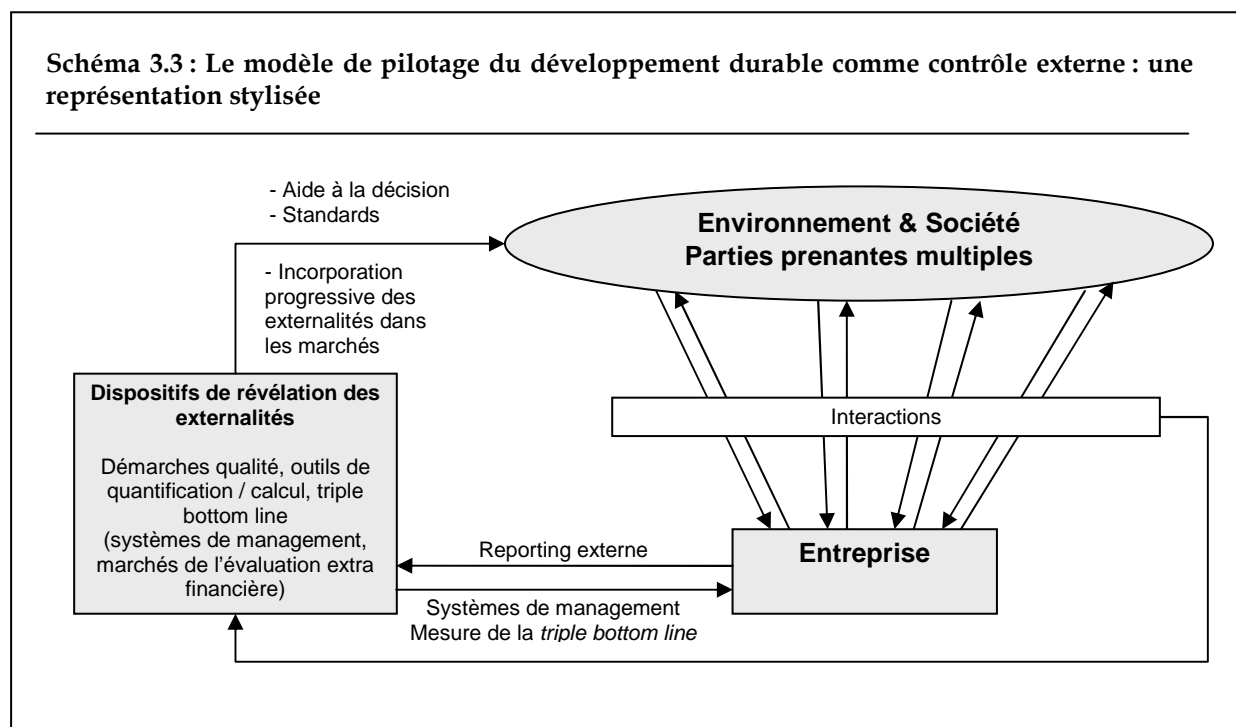 Schéma 3.3 : Le modèle de pilotage du développement durable comme contrôle externe : une
représentation stylisée
- Aide à la décision
- Standards
- Incorporation
progressive des
externalités dans
les marchés
Environnement & Société
Parties prenantes multiples
Dispositifs de révélation des
externalités
Démarches qualité, outils de
quantification / calcul, triple
bottom line
(systèmes de management,
marchés de l'évaluation extra
financière)
Interactions
Reporting externe
Entreprise
Systèmes de management
Mesure de la triple bottom line